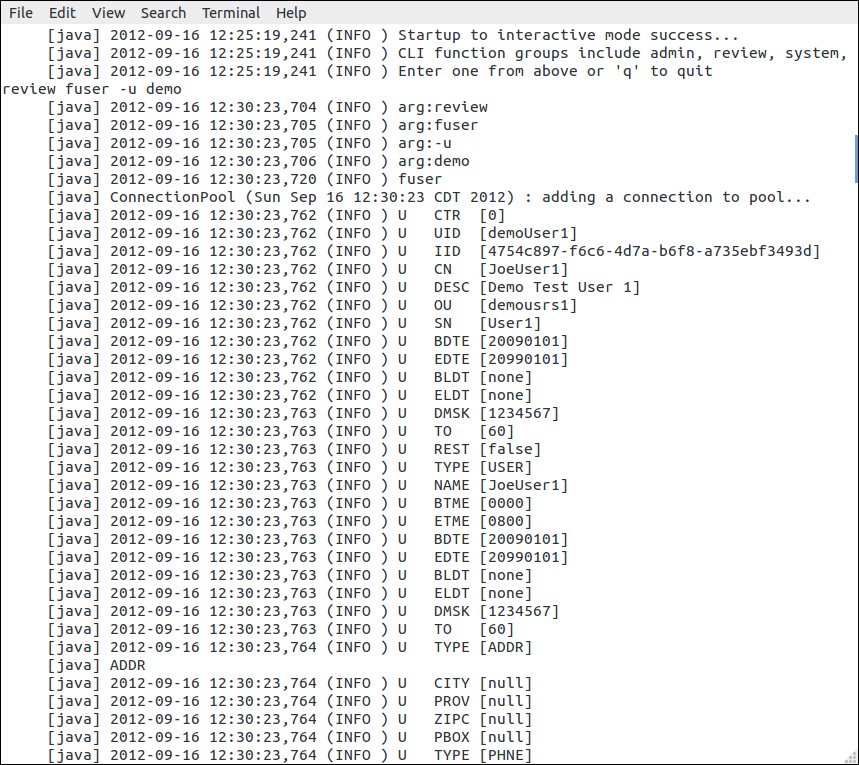 File Edit View Search Terminal Help
[java] 2012-09-16 12:25:19,241 (INFO ) Startup to interactive mode success...
[java] 2012-09-16 12:25:19,241 (INFO ) CLI function groups include admin, review, system,
[java] 2012-09-16 12:25:19,241 (INFO ) Enter one from above or 'q' to quit
review fuser -u demo
[java] 2012-09-16 12:30:23,704 (INFO ) arg:review
[java] 2012-09-16 12:30:23,705 (INFO ) arg:fuser
[java] 2012-09-16 12:30:23,705 (INFO ) arg:-u
[java] 2012-09-16 12:30:23,706 (INFO ) arg:demo
[java] 2012-09-16 12:30:23,720 (INFO ) fuser
[java] ConnectionPool (Sun Sep 16 12:30:23 CDT 2012) : adding a connection to pool...
[java] 2012-09-16 12:30:23,762 (INFO ) U   CTR  [0]
[java] 2012-09-16 12:30:23,762 (INFO ) U   UID  [demoUser1]
[java] 2012-09-16 12:30:23,762 (INFO ) U   IID  [4754c897-f6c6-4d7a-b6f8-a735ebf3493d]
[java] 2012-09-16 12:30:23,762 (INFO ) U   CN   [JoeUser1]
[java] 2012-09-16 12:30:23,762 (INFO ) U   DESC [Demo Test User 1]
[java] 2012-09-16 12:30:23,762 (INFO ) U   OU   [demousrs1]
[java] 2012-09-16 12:30:23,762 (INFO ) U   SN   [User1]
[java] 2012-09-16 12:30:23,762 (INFO ) U   BDTE [20090101]
[java] 2012-09-16 12:30:23,762 (INFO ) U   EDTE [20990101]
[java] 2012-09-16 12:30:23,762 (INFO ) U   BLDT [none]
[java] 2012-09-16 12:30:23,762 (INFO ) U   ELDT [none]
[java] 2012-09-16 12:30:23,763 (INFO ) U   DMSK [1234567]
[java] 2012-09-16 12:30:23,763 (INFO ) U   TO   [60]
[java] 2012-09-16 12:30:23,763 (INFO ) U   REST [false]
[java] 2012-09-16 12:30:23,763 (INFO ) U   TYPE [USER]
[java] 2012-09-16 12:30:23,763 (INFO ) U   NAME [JoeUser1]
[java] 2012-09-16 12:30:23,763 (INFO ) U   BTME [0000]
[java] 2012-09-16 12:30:23,763 (INFO ) U   ETME [0800]
[java] 2012-09-16 12:30:23,763 (INFO ) U   BDTE [20090101]
[java] 2012-09-16 12:30:23,763 (INFO ) U   EDTE [20990101]
[java] 2012-09-16 12:30:23,763 (INFO ) U   BLDT [none]
[java] 2012-09-16 12:30:23,763 (INFO ) U   ELDT [none]
[java] 2012-09-16 12:30:23,763 (INFO ) U   DMSK [1234567]
[java] 2012-09-16 12:30:23,763 (INFO ) U   TO   [60]
[java] 2012-09-16 12:30:23,764 (INFO ) U   TYPE [ADDR]
[java] ADDR
[java] 2012-09-16 12:30:23,764 (INFO ) U   CITY [null]
[java] 2012-09-16 12:30:23,764 (INFO ) U   PROV [null]
[java] 2012-09-16 12:30:23,764 (INFO ) U   ZIPC [null]
[java] 2012-09-16 12:30:23,764 (INFO ) U   PBOX [null]
[java] 2012-09-16 12:30:23,764 (INFO ) U   TYPE [PHNE]